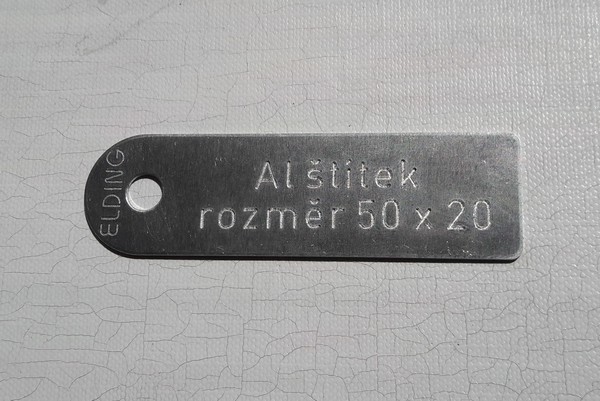 ELDING
Al štítek
rozměr 50 x 20